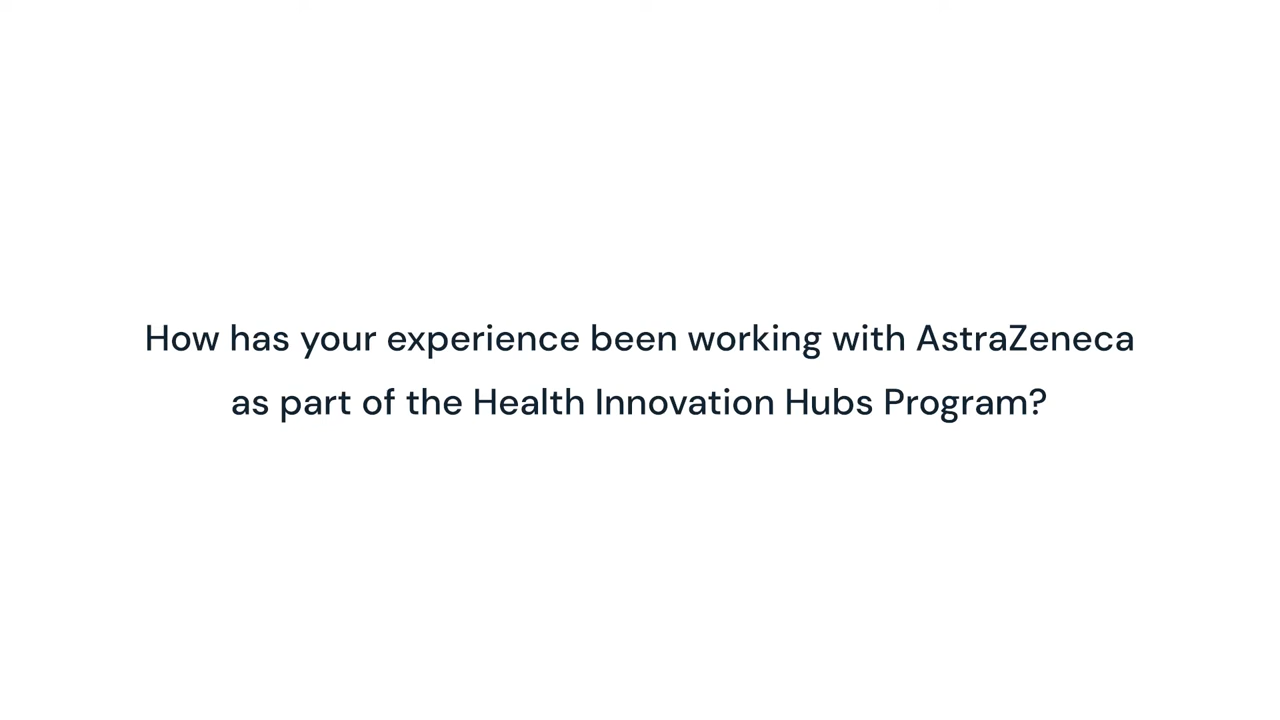 How has your experience been working with AstraZeneca
as part of the Health Innovation Hubs Program?